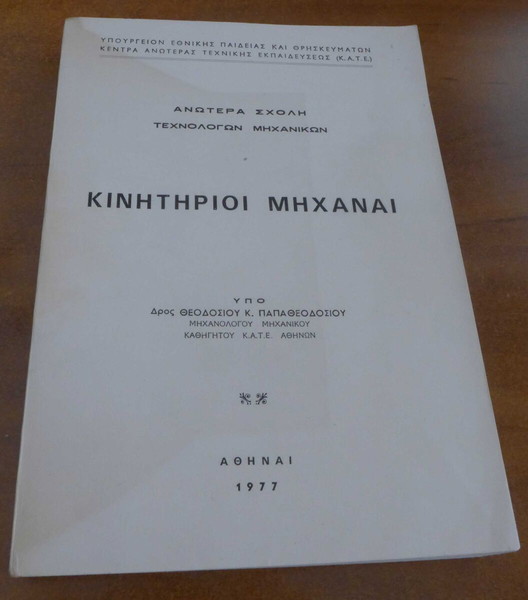 ΥΠΟΥΡΓΕΙΟΝ ΕΘΝΙΚΗΣ ΠΑΙΔΕΙΑΣ ΚΑΙ ΘΡΗΣΚΕΥΜΑΤΩΝ
ΚΕΝΤΡΑ ΑΝΩΤΕΡΑΣ ΤΕΧΝΙΚΗΣ ΕΚΠΑΙΔΕΥΣΕΩΣ (Κ.Α.Τ.Ε.)
ΑΝΩΤΕΡΑ ΣΧΟΛΗ
ΤΕΧΝΟΛΟΓΩΝ ΜΗΧΑΝΙΚΩΝ
ΚΙΝΗΤΗΡΙΟΙ ΜΗΧΑΝΑΙ
ΥΠΟ
Δρος ΘΕΟΔΟΣΙΟΥ Κ. ΠΑΠΑΘΕΟΔΟΣΙΟΥ
ΜΗΧΑΝΟΛΟΓΟΥ ΜΗΧΑΝΙΚΟΥ
ΚΑΘΗΓΗΤΟΥ Κ.Α.Τ.Ε. ΑΘΗΝΩΝ
ΑΘΗΝΑΙ
1977